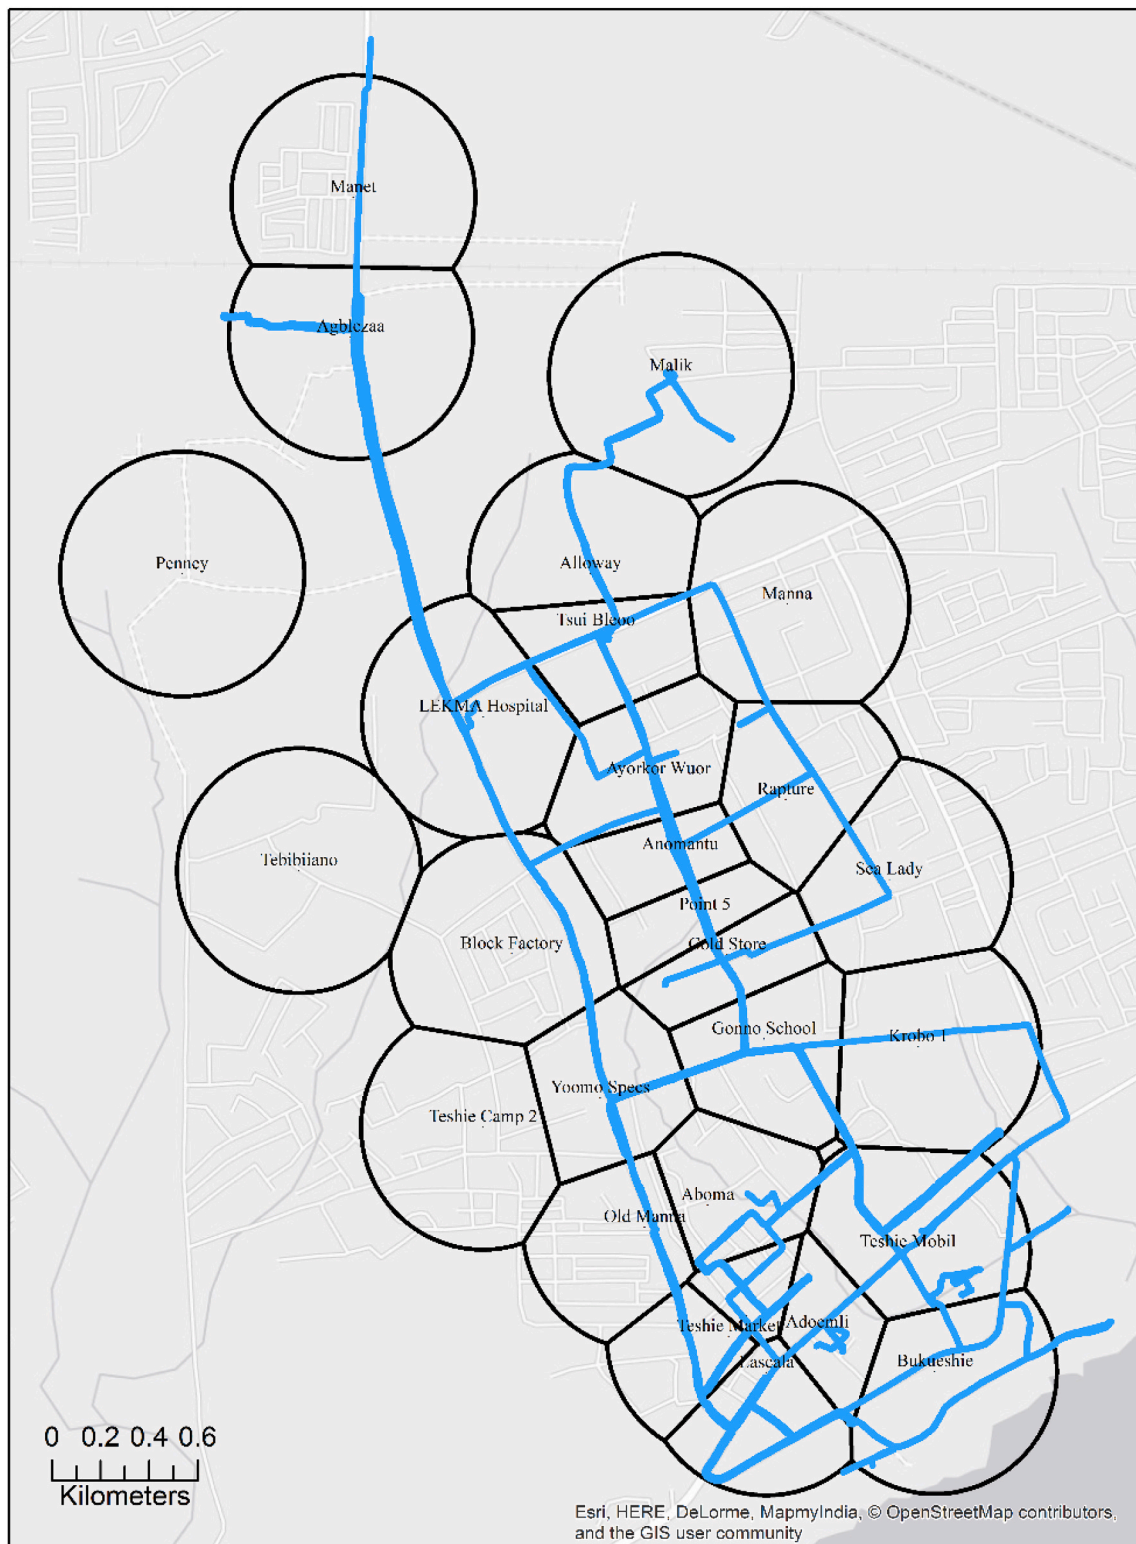 Manet
Agblezaa
Malik
Penney
Alloway
Manna
Tsui Bleoo
LEKMA Hospital
Ayorkor Wuor
Rapture
Anomantu
Tebibiiano
Sea Lady
Point 5
Cold Store
Block Factory
Gonno School
Krobo 1
Yoomo Specs
Teshie Camp 2
Aboma
Old Manna
Teshie Mobil
Teshie Market
Adoemli
Lascala
Bukueshie
0 0.2 0.4 0.6
Kilometers
Esri, HERE, DeLorme, MapmyIndia, © OpenStreetMap contributors,
and the GIS user community